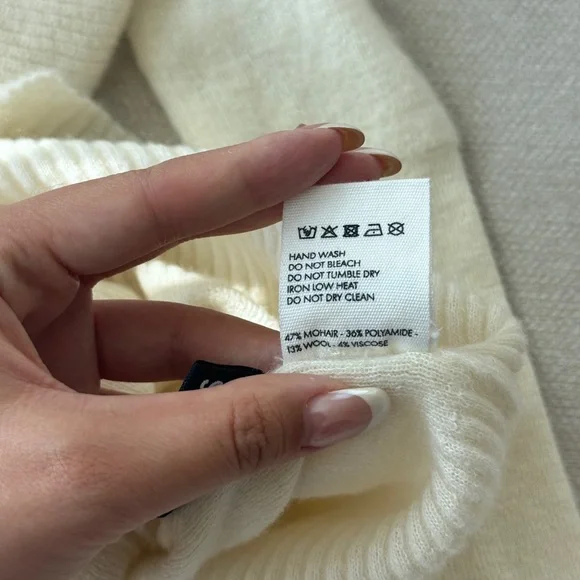 HAND WASH
DO NOT BLEACH
DO NOT TUMBLE DRY
IRON LOW HEAT
DO NOT DRY CLEAN
47% MOHAIR - 36% POLYAMIDE -
13% WOOL - 4% VISCOSE